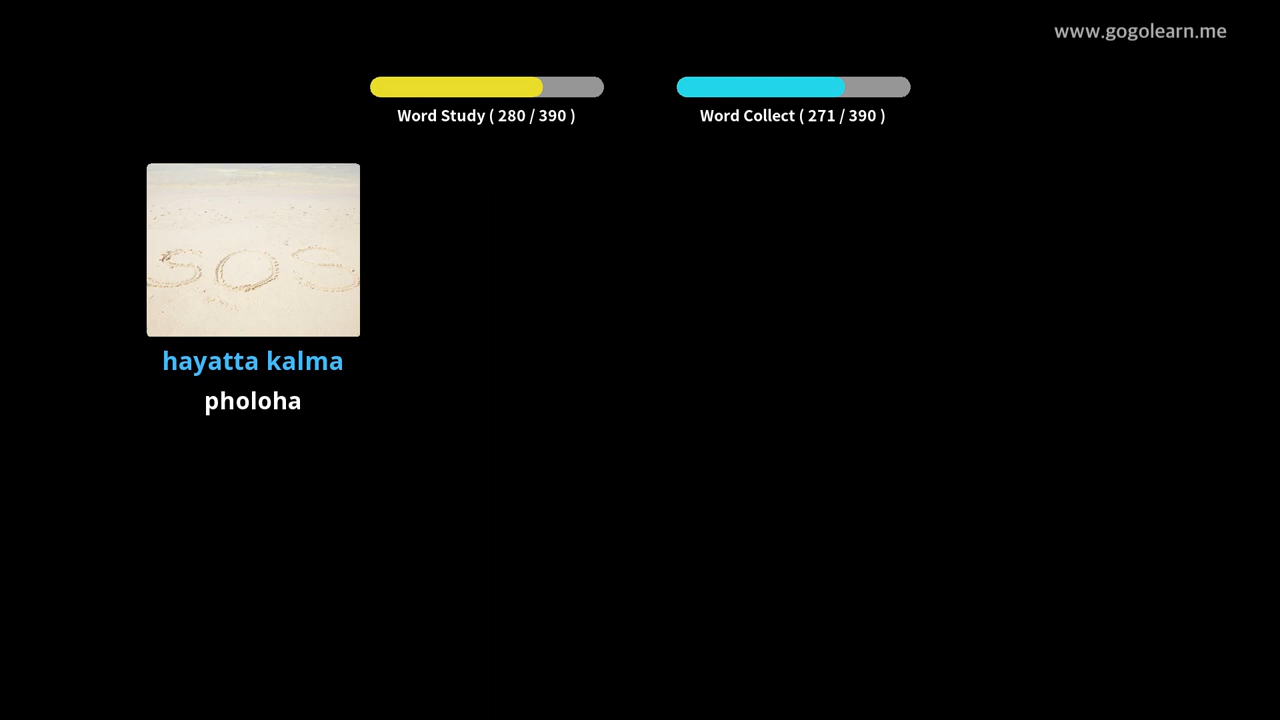 www.gogolearn.me
Word Study ( 280 / 390 )
Word Collect ( 271 / 390 )
SOS
hayatta kalma
pholoha